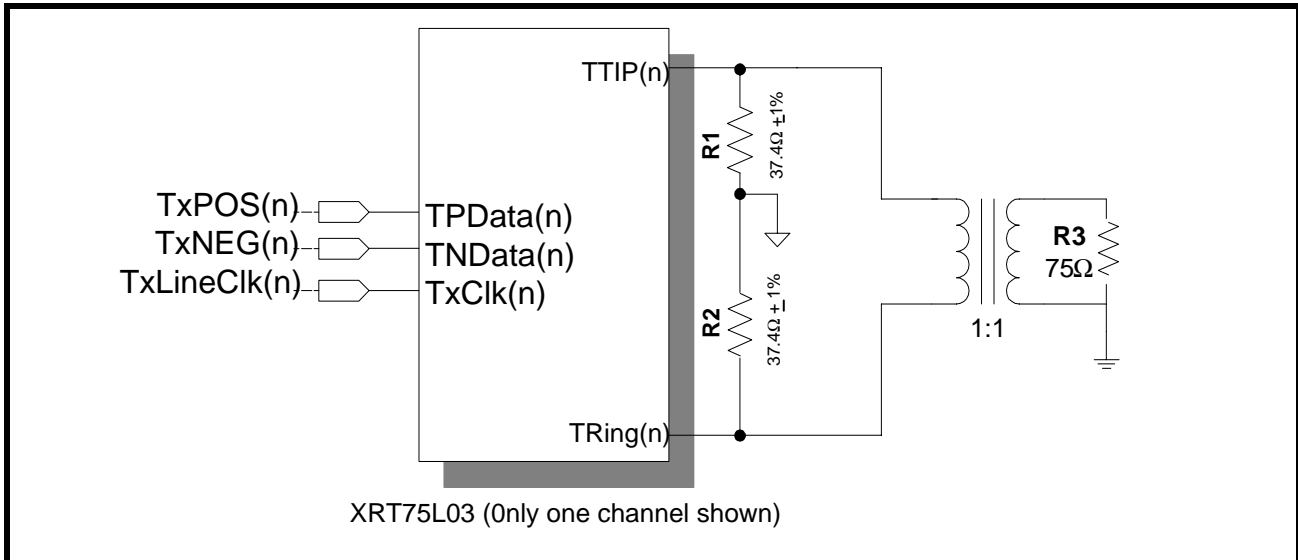 TTIP(n)
R1
37.4Ω ±1%
TxPOS(n)
TPData(n)
TxNEG(n)
TNData(n)
TxLineClk(n)
TxClk(n)
R3
75Ω
R2
37.4Ω ±1%
1:1
TRing(n)
XRT75L03 (0nly one channel shown)